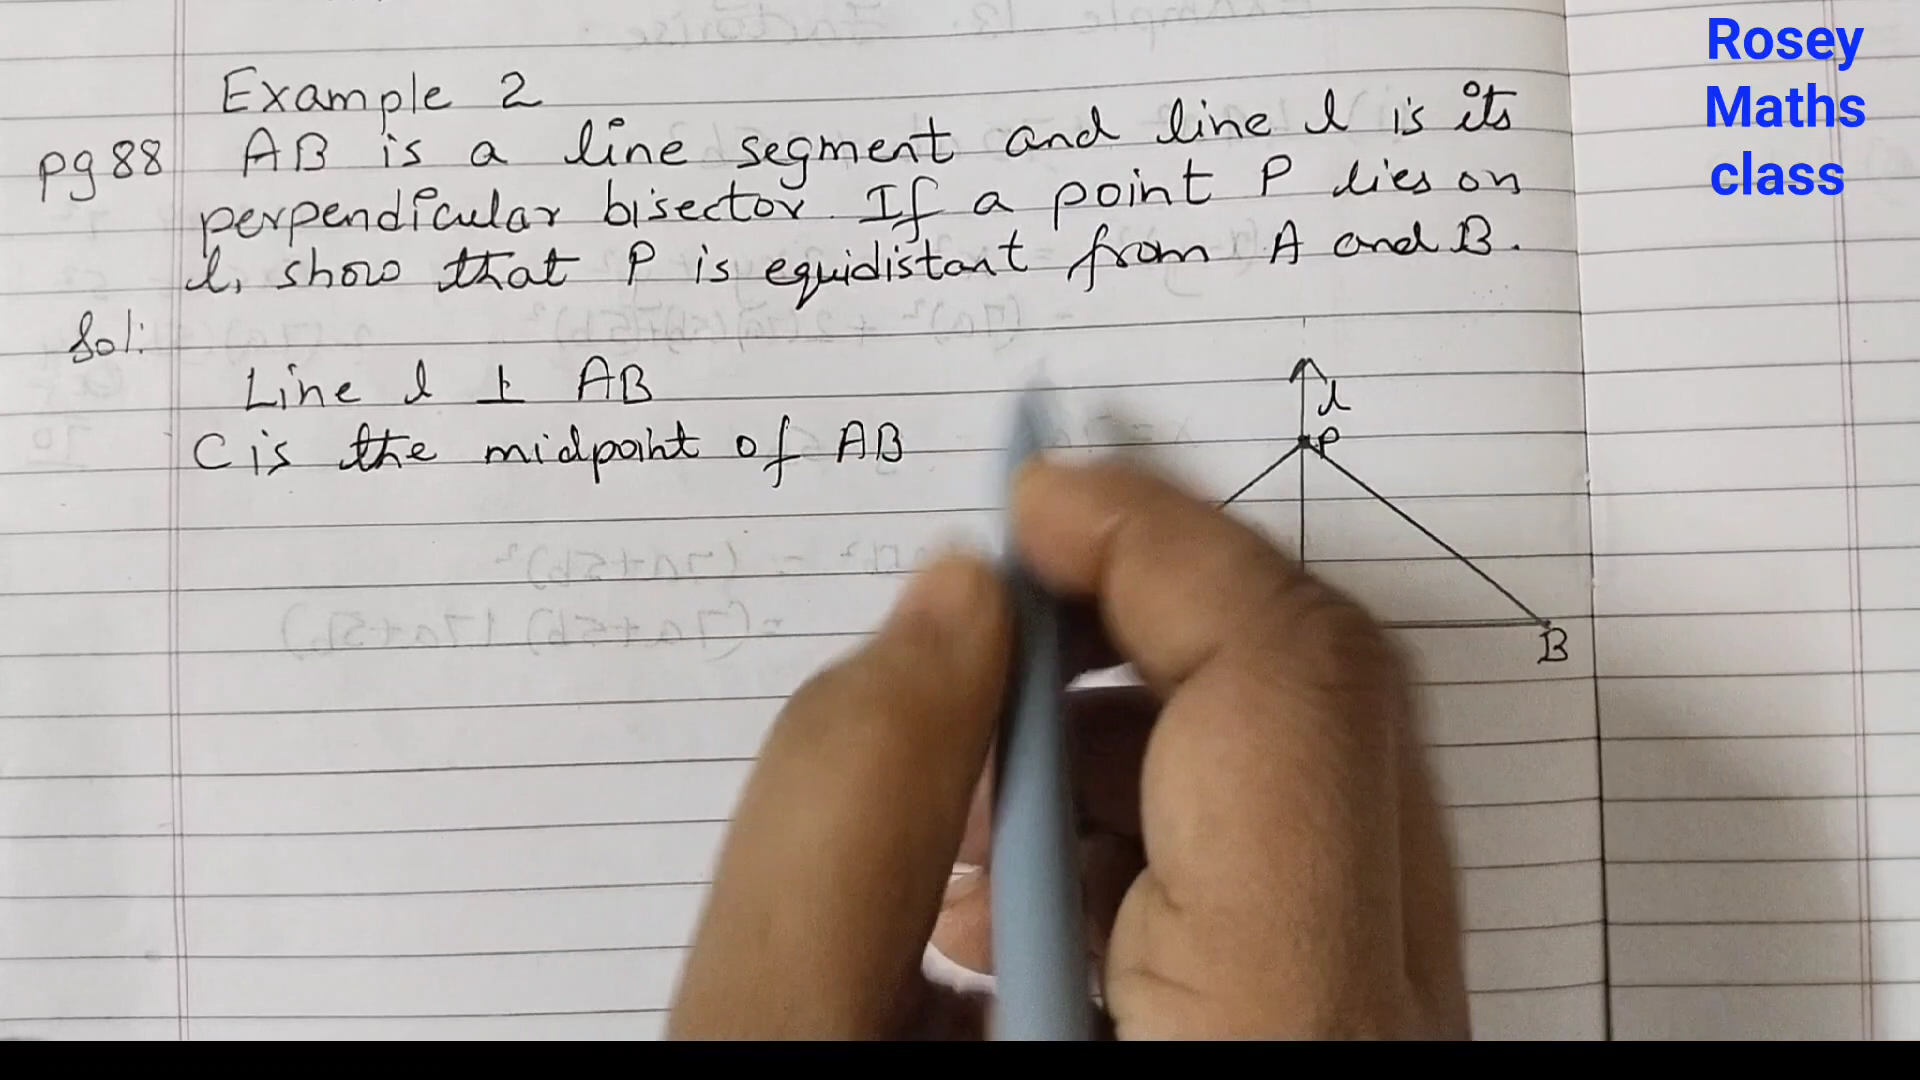 Example 2
pg 88 AB is a line segment and line l is its
perpendicular bisector. If a point P lies on
l, show that P is equidistant from A and B.
Sol:
Line l ⊥ AB
C is the midpoint of AB
l
P
B
Rosey
Maths
class